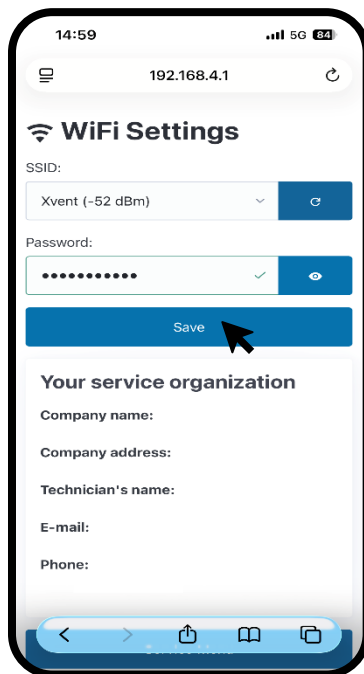 14:59
5G 84
192.168.4.1
WiFi Settings
SSID:
Xvent (-52 dBm)
Password:
•••••••••••
Save
Your service organization
Company name:
Company address:
Technician's name:
E-mail:
Phone: